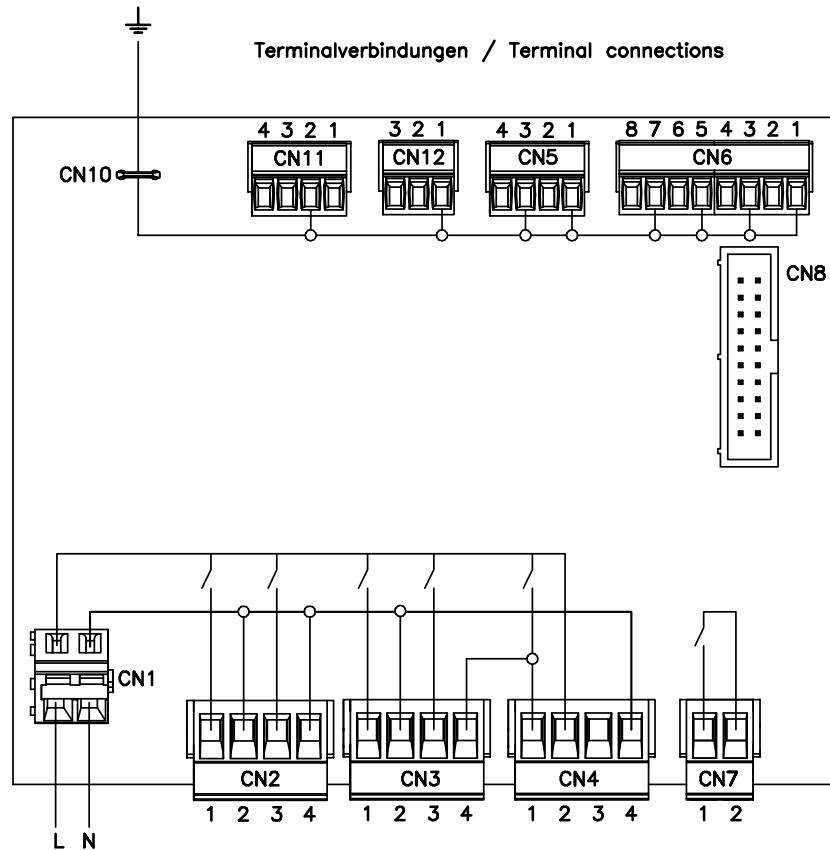 Terminalverbindungen / Terminal connections
4 3 2 1 3 2 1 4 3 2 1 8 7 6 5 4 3 2 1
CN10 CN11 CN12 CN5 CN6
CN8
CN1
CN2 CN3 CN4 CN7
1 2 3 4 1 2 3 4 1 2 3 4 1 2
L N